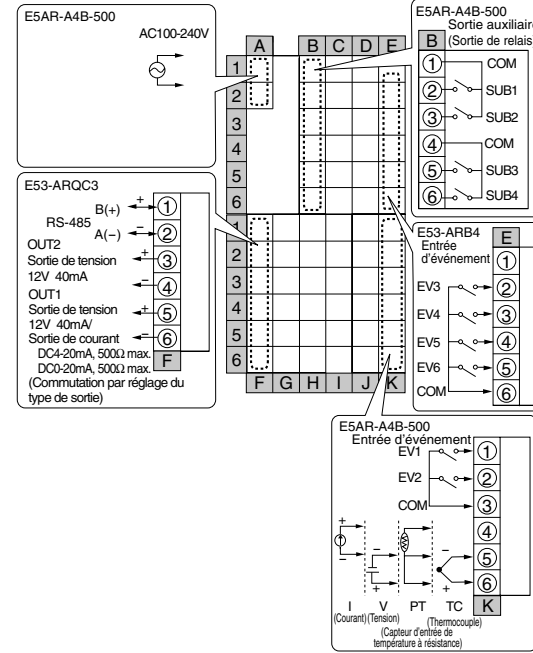 E5AR-A4B-500
AC100-240V
E5AR-A4B-500
Sortie auxiliaire
(Sortie de relais)
B
1 COM
2 SUB1
3 SUB2
4 COM
5 SUB3
6 SUB4
A B C D E
1
2
3
4
5
6
1
2
3
4
5
6
F G H I J K
E53-ARQC3
RS-485
B(+) + 1
A(−) − 2
OUT2
Sortie de tension
12V 40mA
+ 3
− 4
OUT1
Sortie de tension
12V 40mA/
Sortie de courant
DC4-20mA, 500Ω max.
DC0-20mA, 500Ω max.
(Commutation par réglage du
type de sortie)
+ 5
− 6
F
E53-ARB4
Entrée
d'événement
E
1
EV3 2
EV4 3
EV5 4
EV6 5
COM 6
E5AR-A4B-500
Entrée d'événement
EV1 1
EV2 2
COM 3
4
5
6
K
+ − − + − +
I V PT TC
(Courant) (Tension) (Thermocouple)
(Capteur d'entrée de
température à résistance)